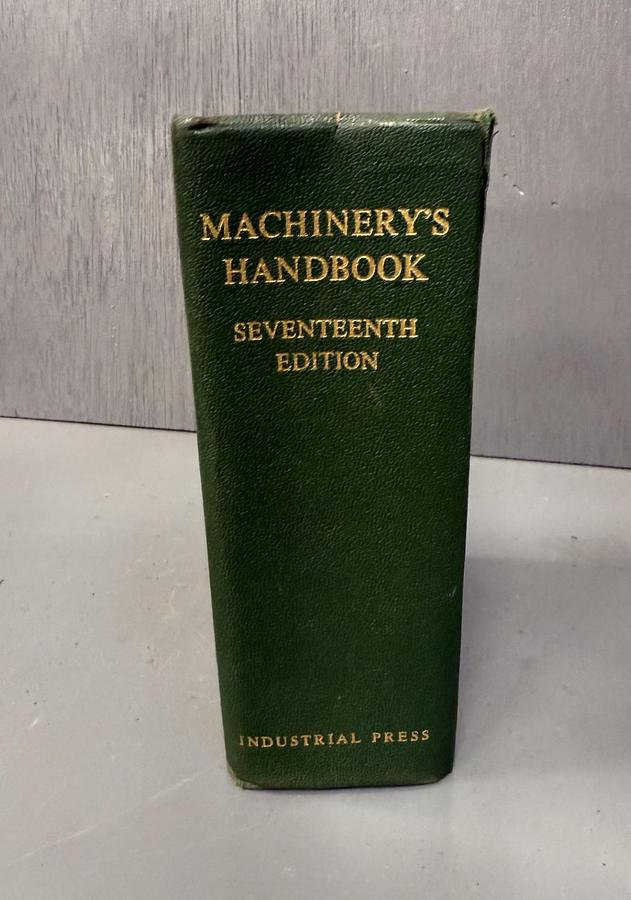 MACHINERY'S
HANDBOOK
SEVENTEENTH
EDITION
INDUSTRIAL PRESS